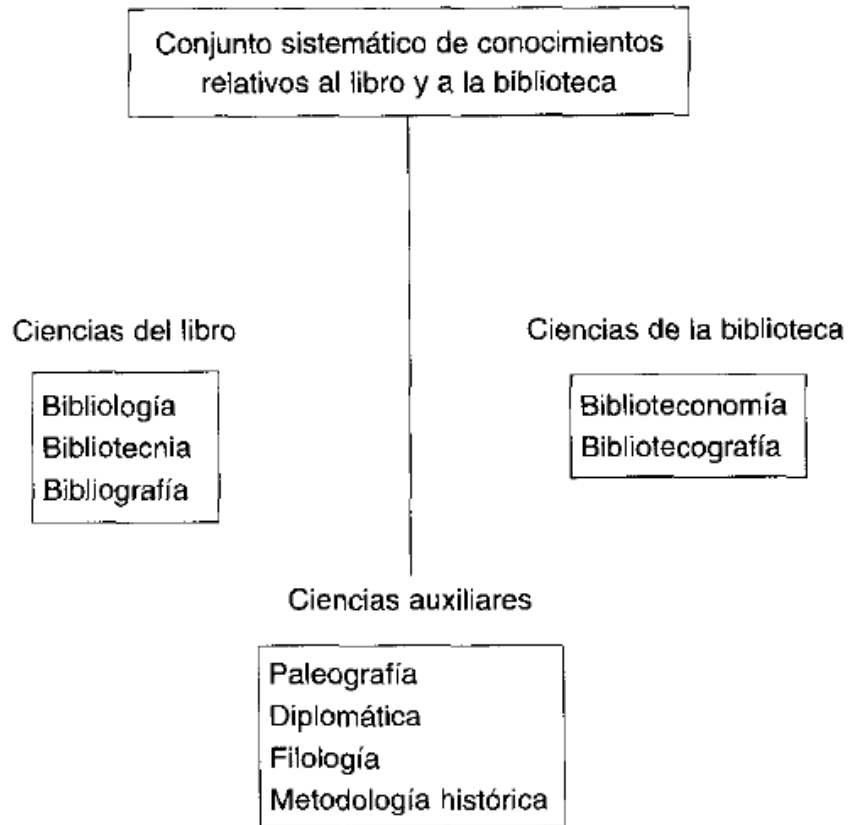 Conjunto sistemático de conocimientos
relativos al libro y a la biblioteca
Ciencias del libro
Bibliología
Bibliotecnia
Bibliografía
Ciencias de la biblioteca
Biblioteconomía
Bibliotecografía
Ciencias auxiliares
Paleografía
Diplomática
Filología
Metodología histórica